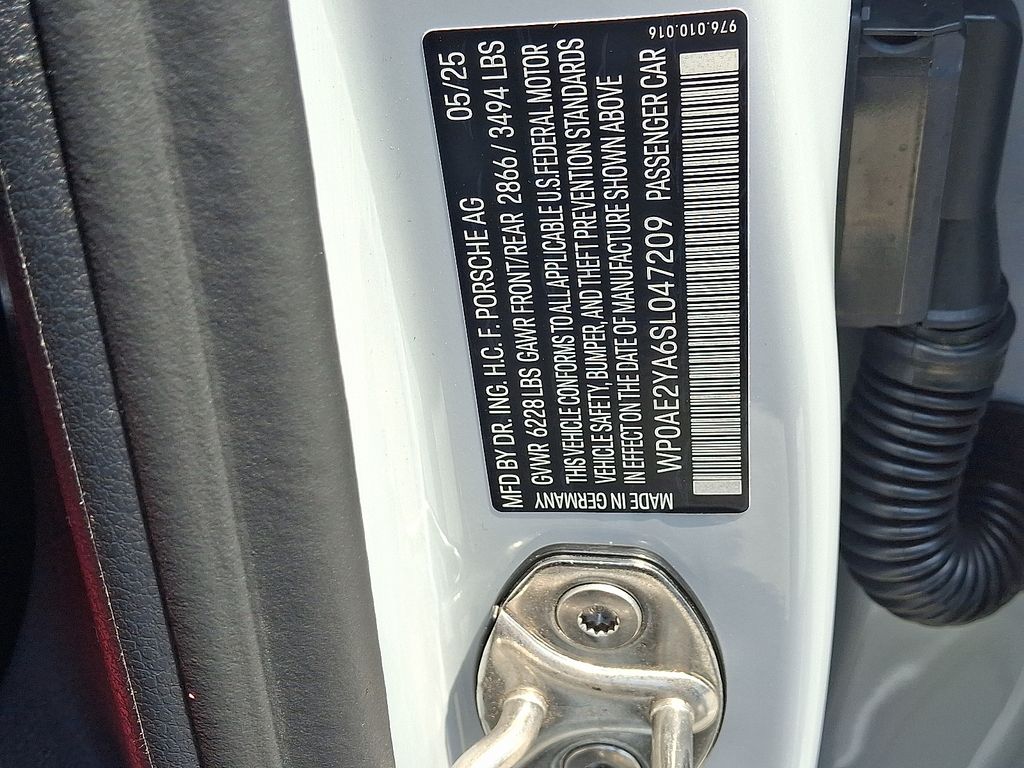 MFD BY DR. ING. H.C. F. PORSCHE AG 05/25
GVWR 6228 LBS GAWR FRONT/REAR 2866 / 3494 LBS
THIS VEHICLE CONFORMS TO ALL APPLICABLE U.S. FEDERAL MOTOR
VEHICLE SAFETY, BUMPER, AND THEFT PREVENTION STANDARDS
IN EFFECT ON THE DATE OF MANUFACTURE SHOWN ABOVE
WP0AE2YA6SL047209 PASSENGER CAR
MADE IN GERMANY
976.010.016